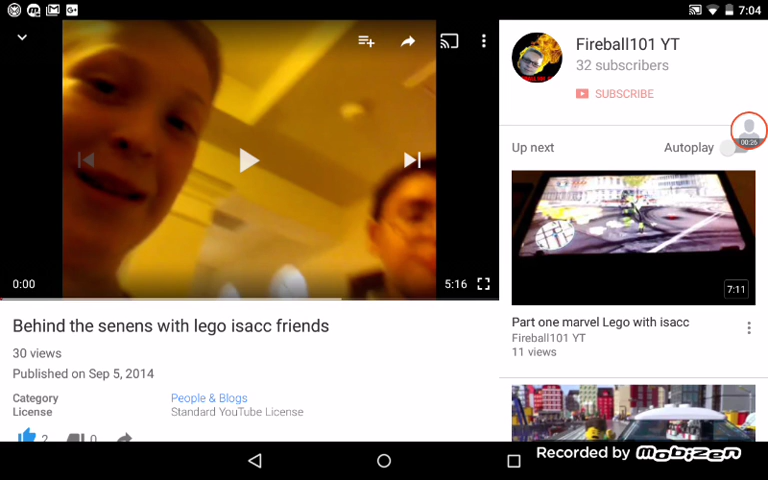 7:04
Fireball101 YT
32 subscribers
SUBSCRIBE
00:26
Up next
Autoplay
0:00
5:16
7:11
Behind the senens with lego isacc friends
30 views
Published on Sep 5, 2014
Category
People & Blogs
License
Standard YouTube License
2
0
Part one marvel Lego with isacc
Fireball101 YT
11 views
Recorded by Mobizen